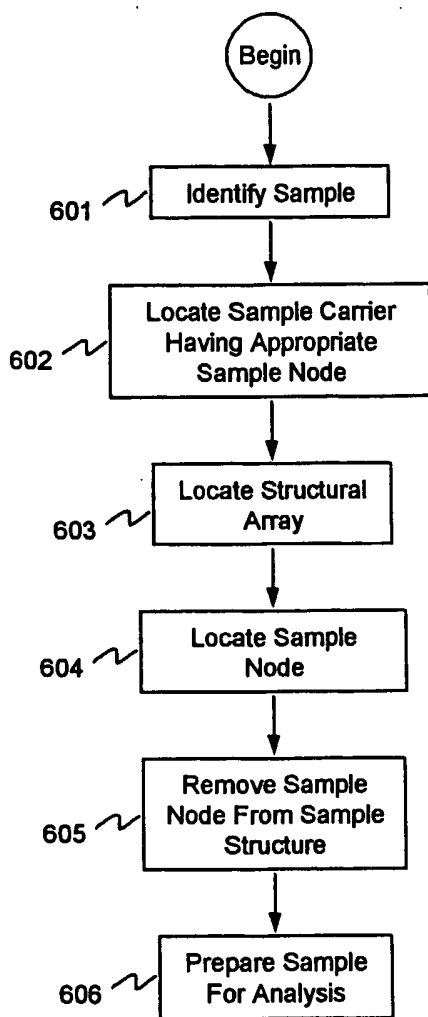 Begin
601
Identify Sample
602
Locate Sample Carrier
Having Appropriate
Sample Node
603
Locate Structural
Array
604
Locate Sample
Node
605
Remove Sample
Node From Sample
Structure
606
Prepare Sample
For Analysis